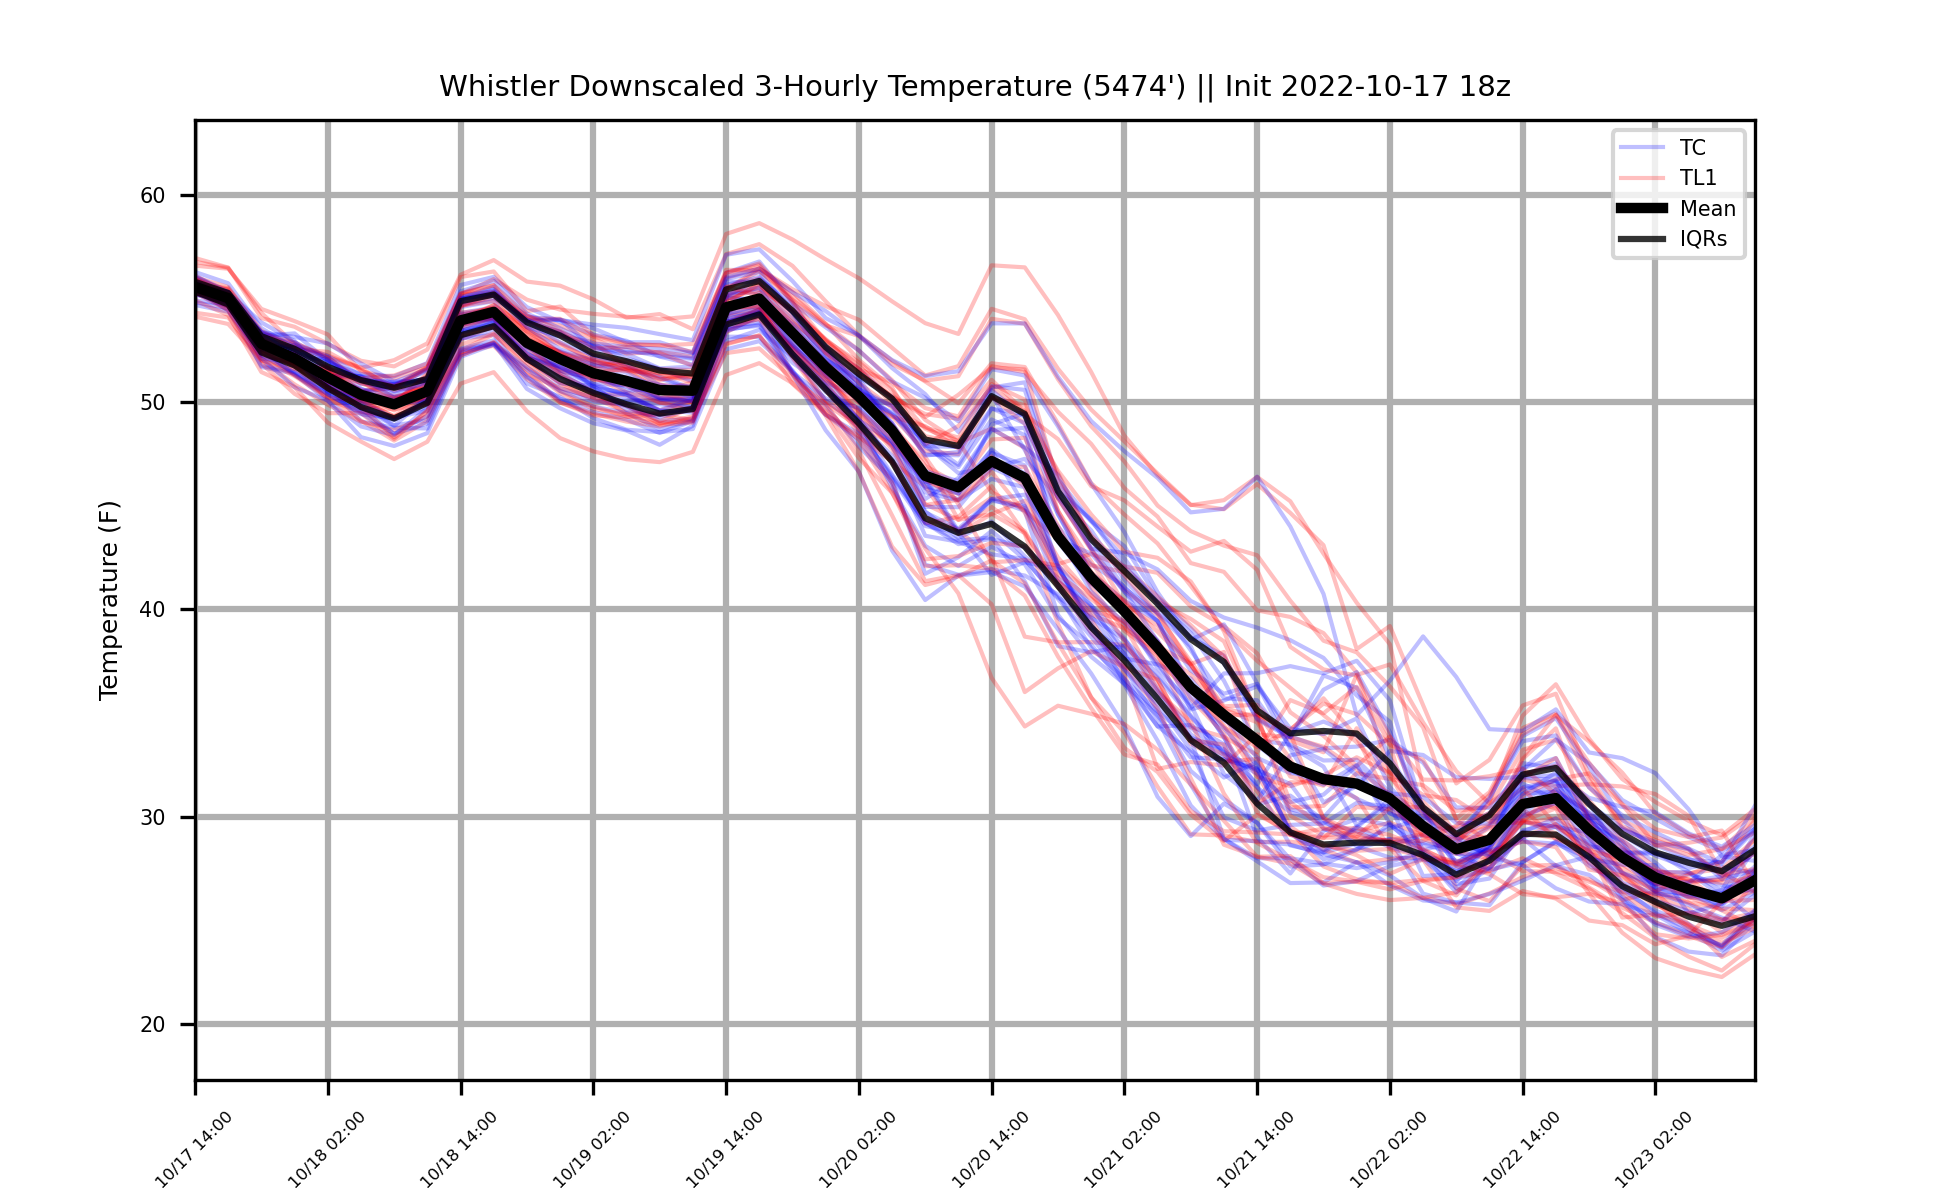 Whistler Downscaled 3-Hourly Temperature (5474') || Init 2022-10-17 18z
TC
TL1
Mean
IQRs
Temperature (F)
60
50
40
30
20
10/17 14:00
10/18 02:00
10/18 14:00
10/19 02:00
10/19 14:00
10/20 02:00
10/20 14:00
10/21 02:00
10/21 14:00
10/22 02:00
10/22 14:00
10/23 02:00